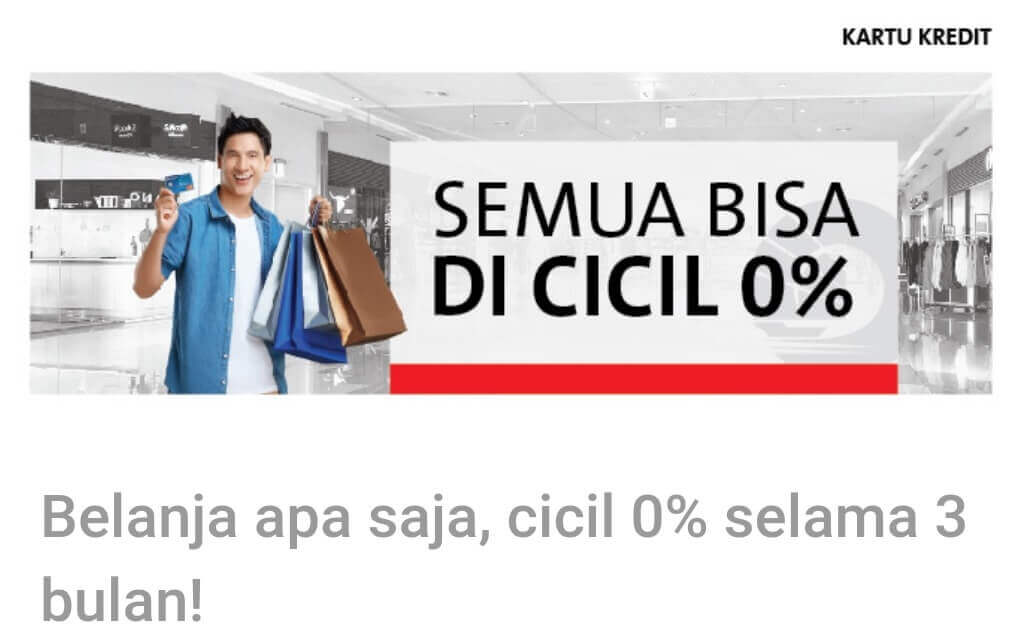 KARTU KREDIT
SEMUA BISA
DI CICIL 0%
Belanja apa saja, cicil 0% selama 3
bulan!